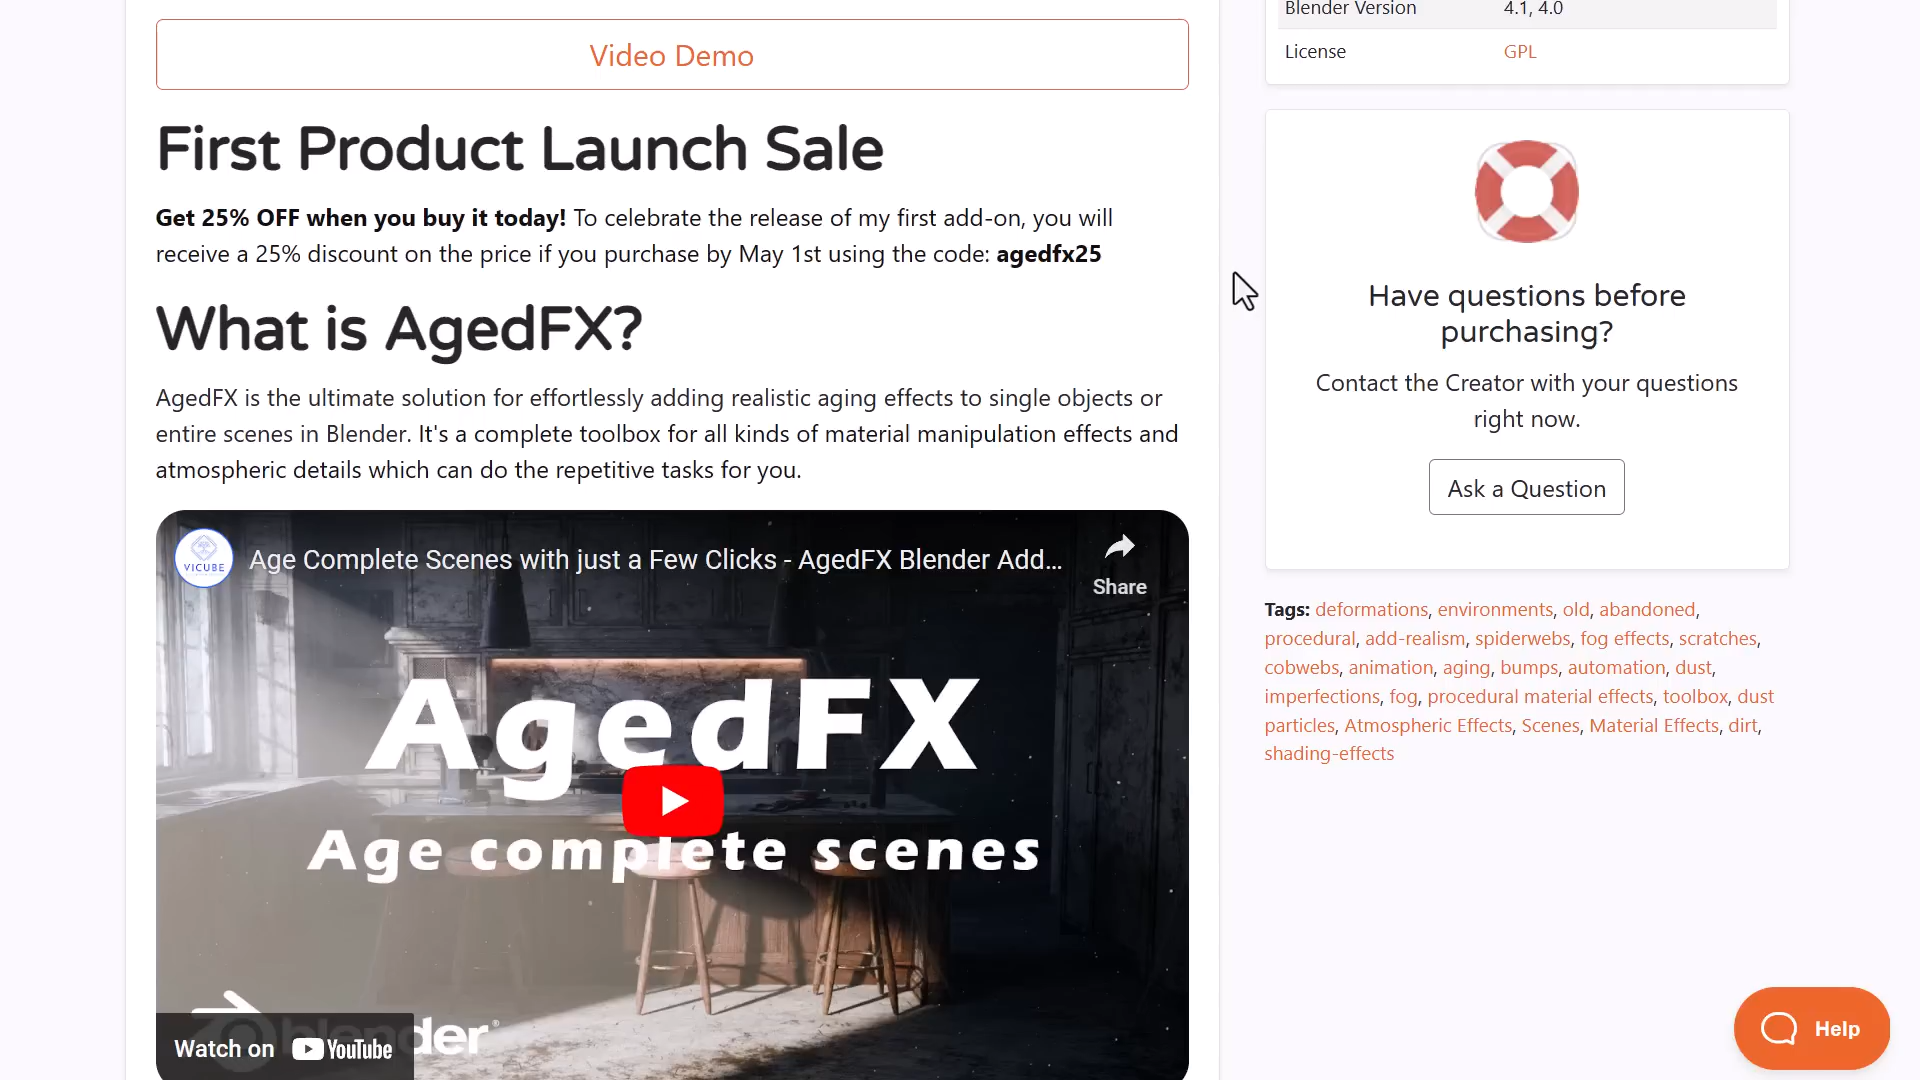 Video Demo
First Product Launch Sale
Get 25% OFF when you buy it today! To celebrate the release of my first add-on, you will
receive a 25% discount on the price if you purchase by May 1st using the code: agedfx25
What is AgedFX?
AgedFX is the ultimate solution for effortlessly adding realistic aging effects to single objects or
entire scenes in Blender. It's a complete toolbox for all kinds of material manipulation effects and
atmospheric details which can do the repetitive tasks for you.
VICUBE
Age Complete Scenes with just a Few Clicks - AgedFX Blender Add...
Share
AgedFX
Age complete scenes
blender®
Watch on YouTube
Blender Version 4.1, 4.0
License GPL
Have questions before
purchasing?
Contact the Creator with your questions
right now.
Ask a Question
Tags: deformations, environments, old, abandoned,
procedural, add-realism, spiderwebs, fog effects, scratches,
cobwebs, animation, aging, bumps, automation, dust,
imperfections, fog, procedural material effects, toolbox, dust
particles, Atmospheric Effects, Scenes, Material Effects, dirt,
shading-effects
Help